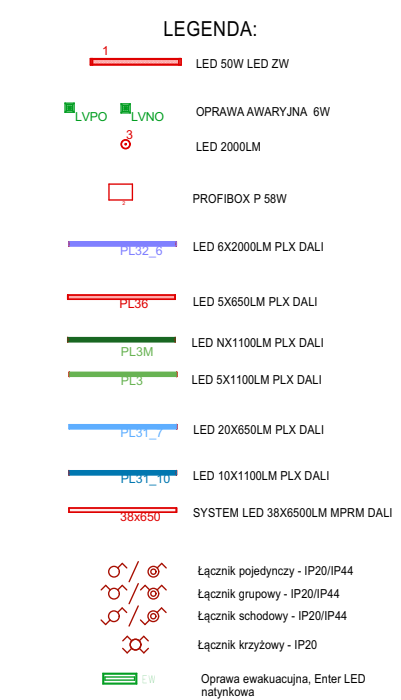 LEGENDA:
1
LED 50W LED ZW
LVPO LVNO
OPRAWA AWARYJNA 6W
3
LED 2000LM
PROFIBOX P 58W
PL32_6
LED 6X2000LM PLX DALI
PL36
LED 5X650LM PLX DALI
PL3M
LED NX1100LM PLX DALI
PL3
LED 5X1100LM PLX DALI
PL31_7
LED 20X650LM PLX DALI
PL31_10
LED 10X1100LM PLX DALI
38x650
SYSTEM LED 38X6500LM MPRM DALI
Łącznik pojedynczy - IP20/IP44
Łącznik grupowy - IP20/IP44
Łącznik schodowy - IP20/IP44
Łącznik krzyżowy - IP20
EW
Oprawa ewakuacyjna, Enter LED
natynkowa